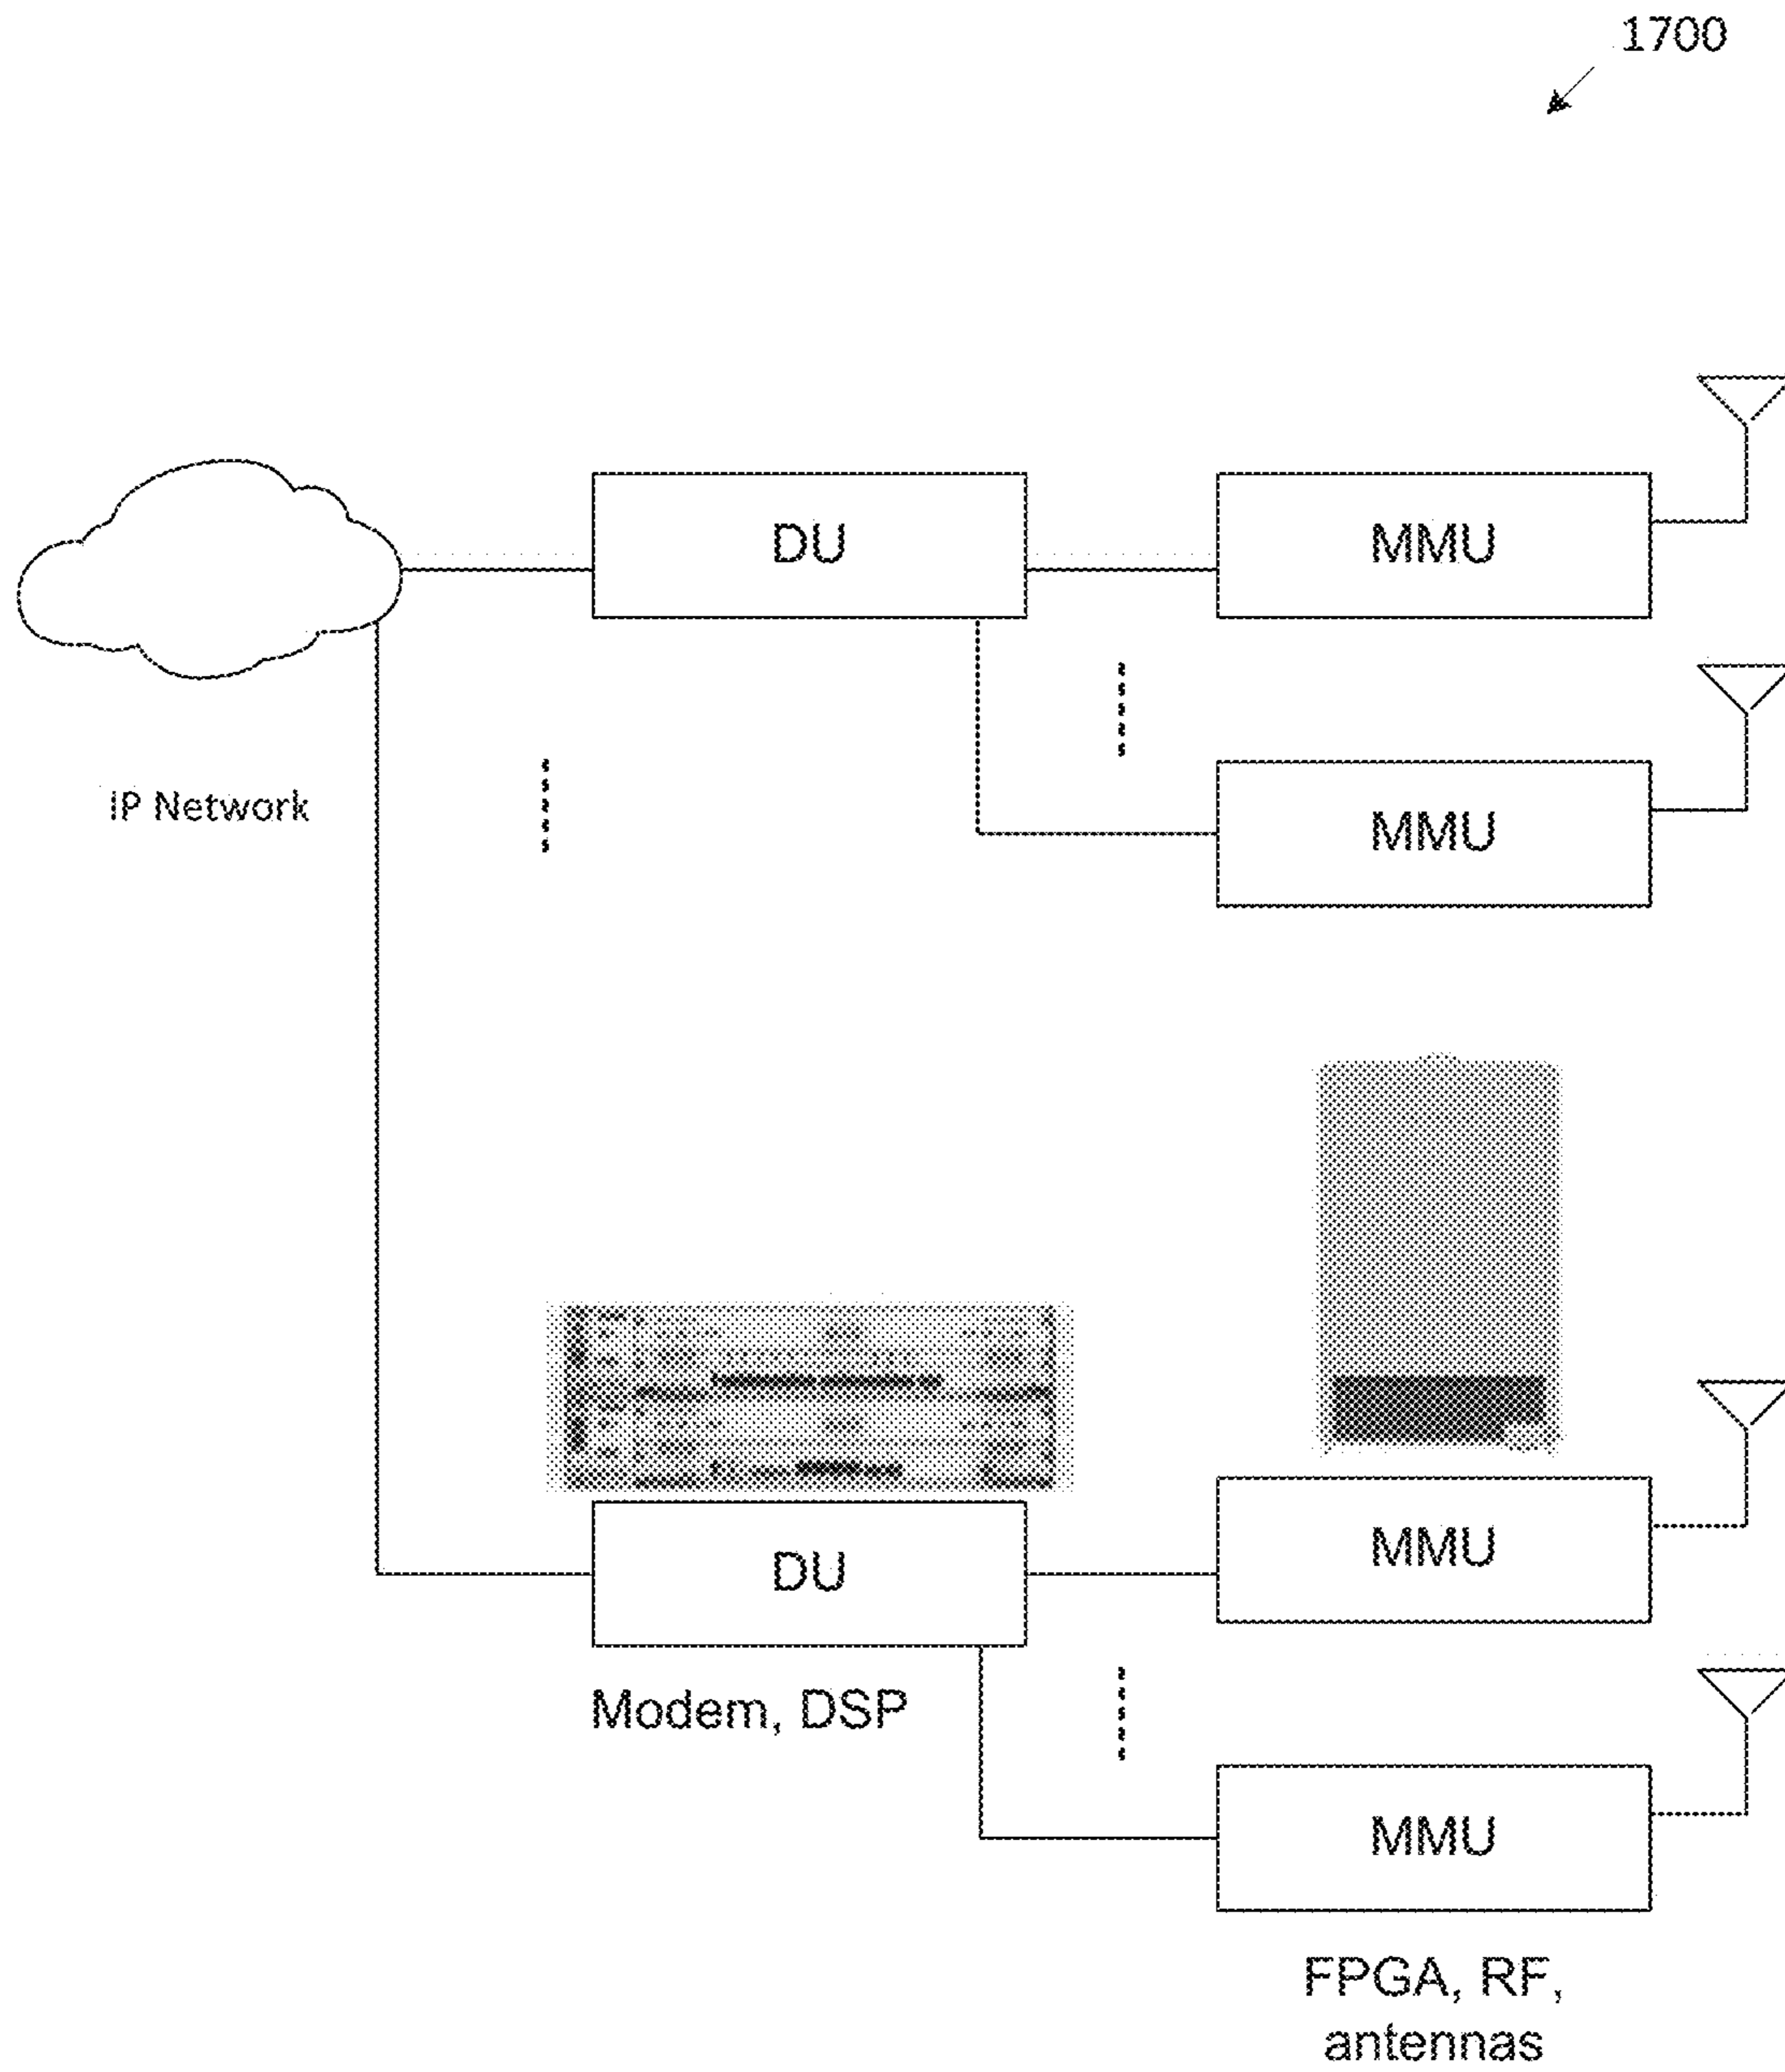 1700
DU
MMU
IP Network
MMU
DU
MMU
Modem, DSP
MMU
FPGA, RF,
antennas